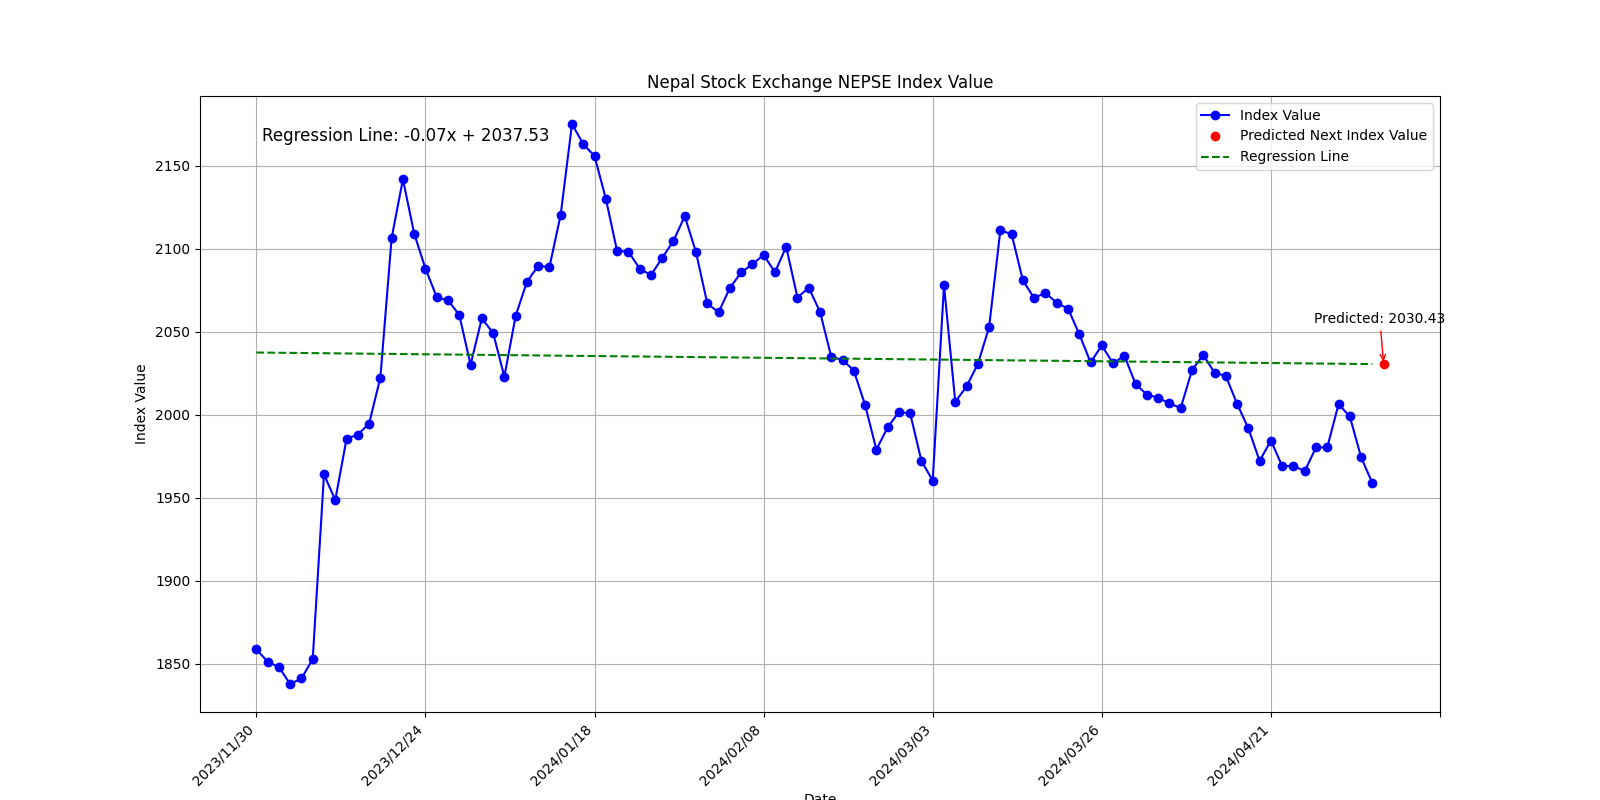 Nepal Stock Exchange NEPSE Index Value
Regression Line: -0.07x + 2037.53
Index Value
Predicted Next Index Value
Regression Line
Predicted: 2030.43
Index Value
2150
2100
2050
2000
1950
1900
1850
2023/11/30
2023/12/24
2024/01/18
2024/02/08
2024/03/03
2024/03/26
2024/04/21
Date